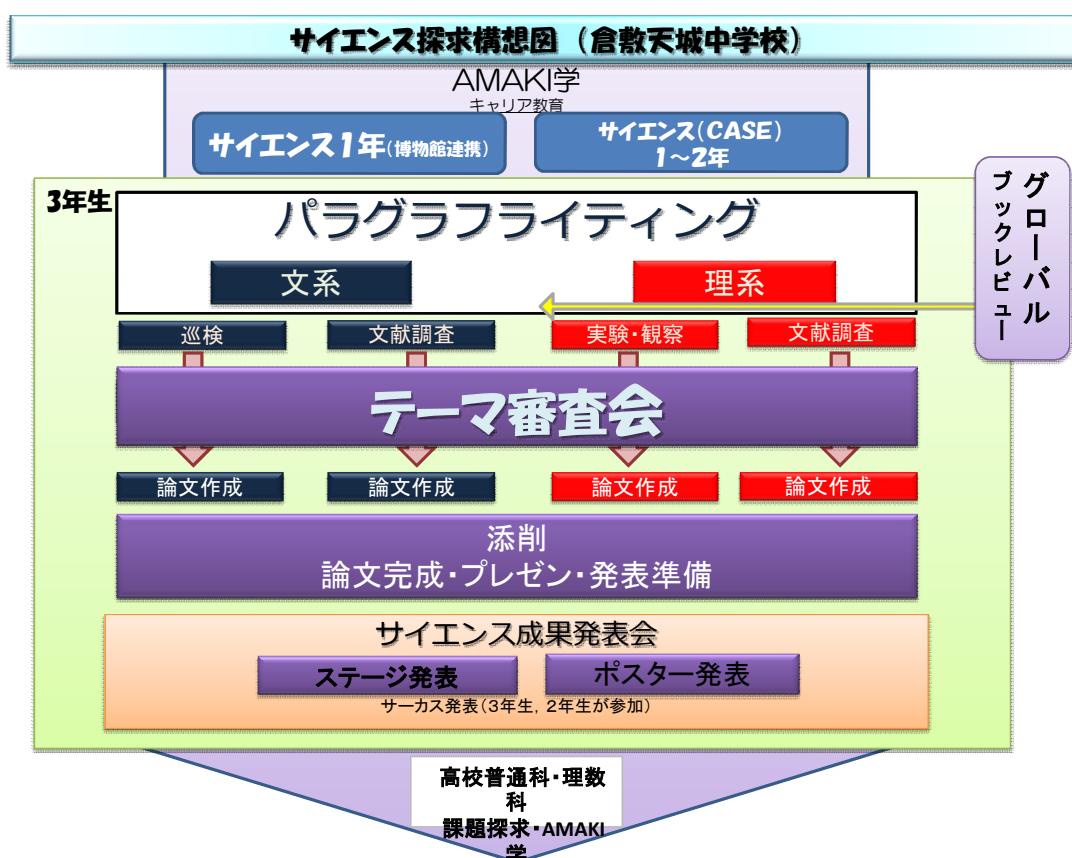 サイエンス探求構想図 (倉敷天城中学校)
AMAKI学
キャリア教育
サイエンス1年(博物館連携)
サイエンス(CASE)
1~2年
グローバル
ブックレビュー
3年生
パラグラフライティング
文系
理系
巡検
文献調査
実験・観察
文献調査
テーマ審査会
論文作成
論文作成
論文作成
論文作成
添削
論文完成・プレゼン・発表準備
サイエンス成果発表会
ステージ発表
ポスター発表
サーカス発表(3年生,2年生が参加)
高校普通科・理数
科
課題探求・AMAKI
学